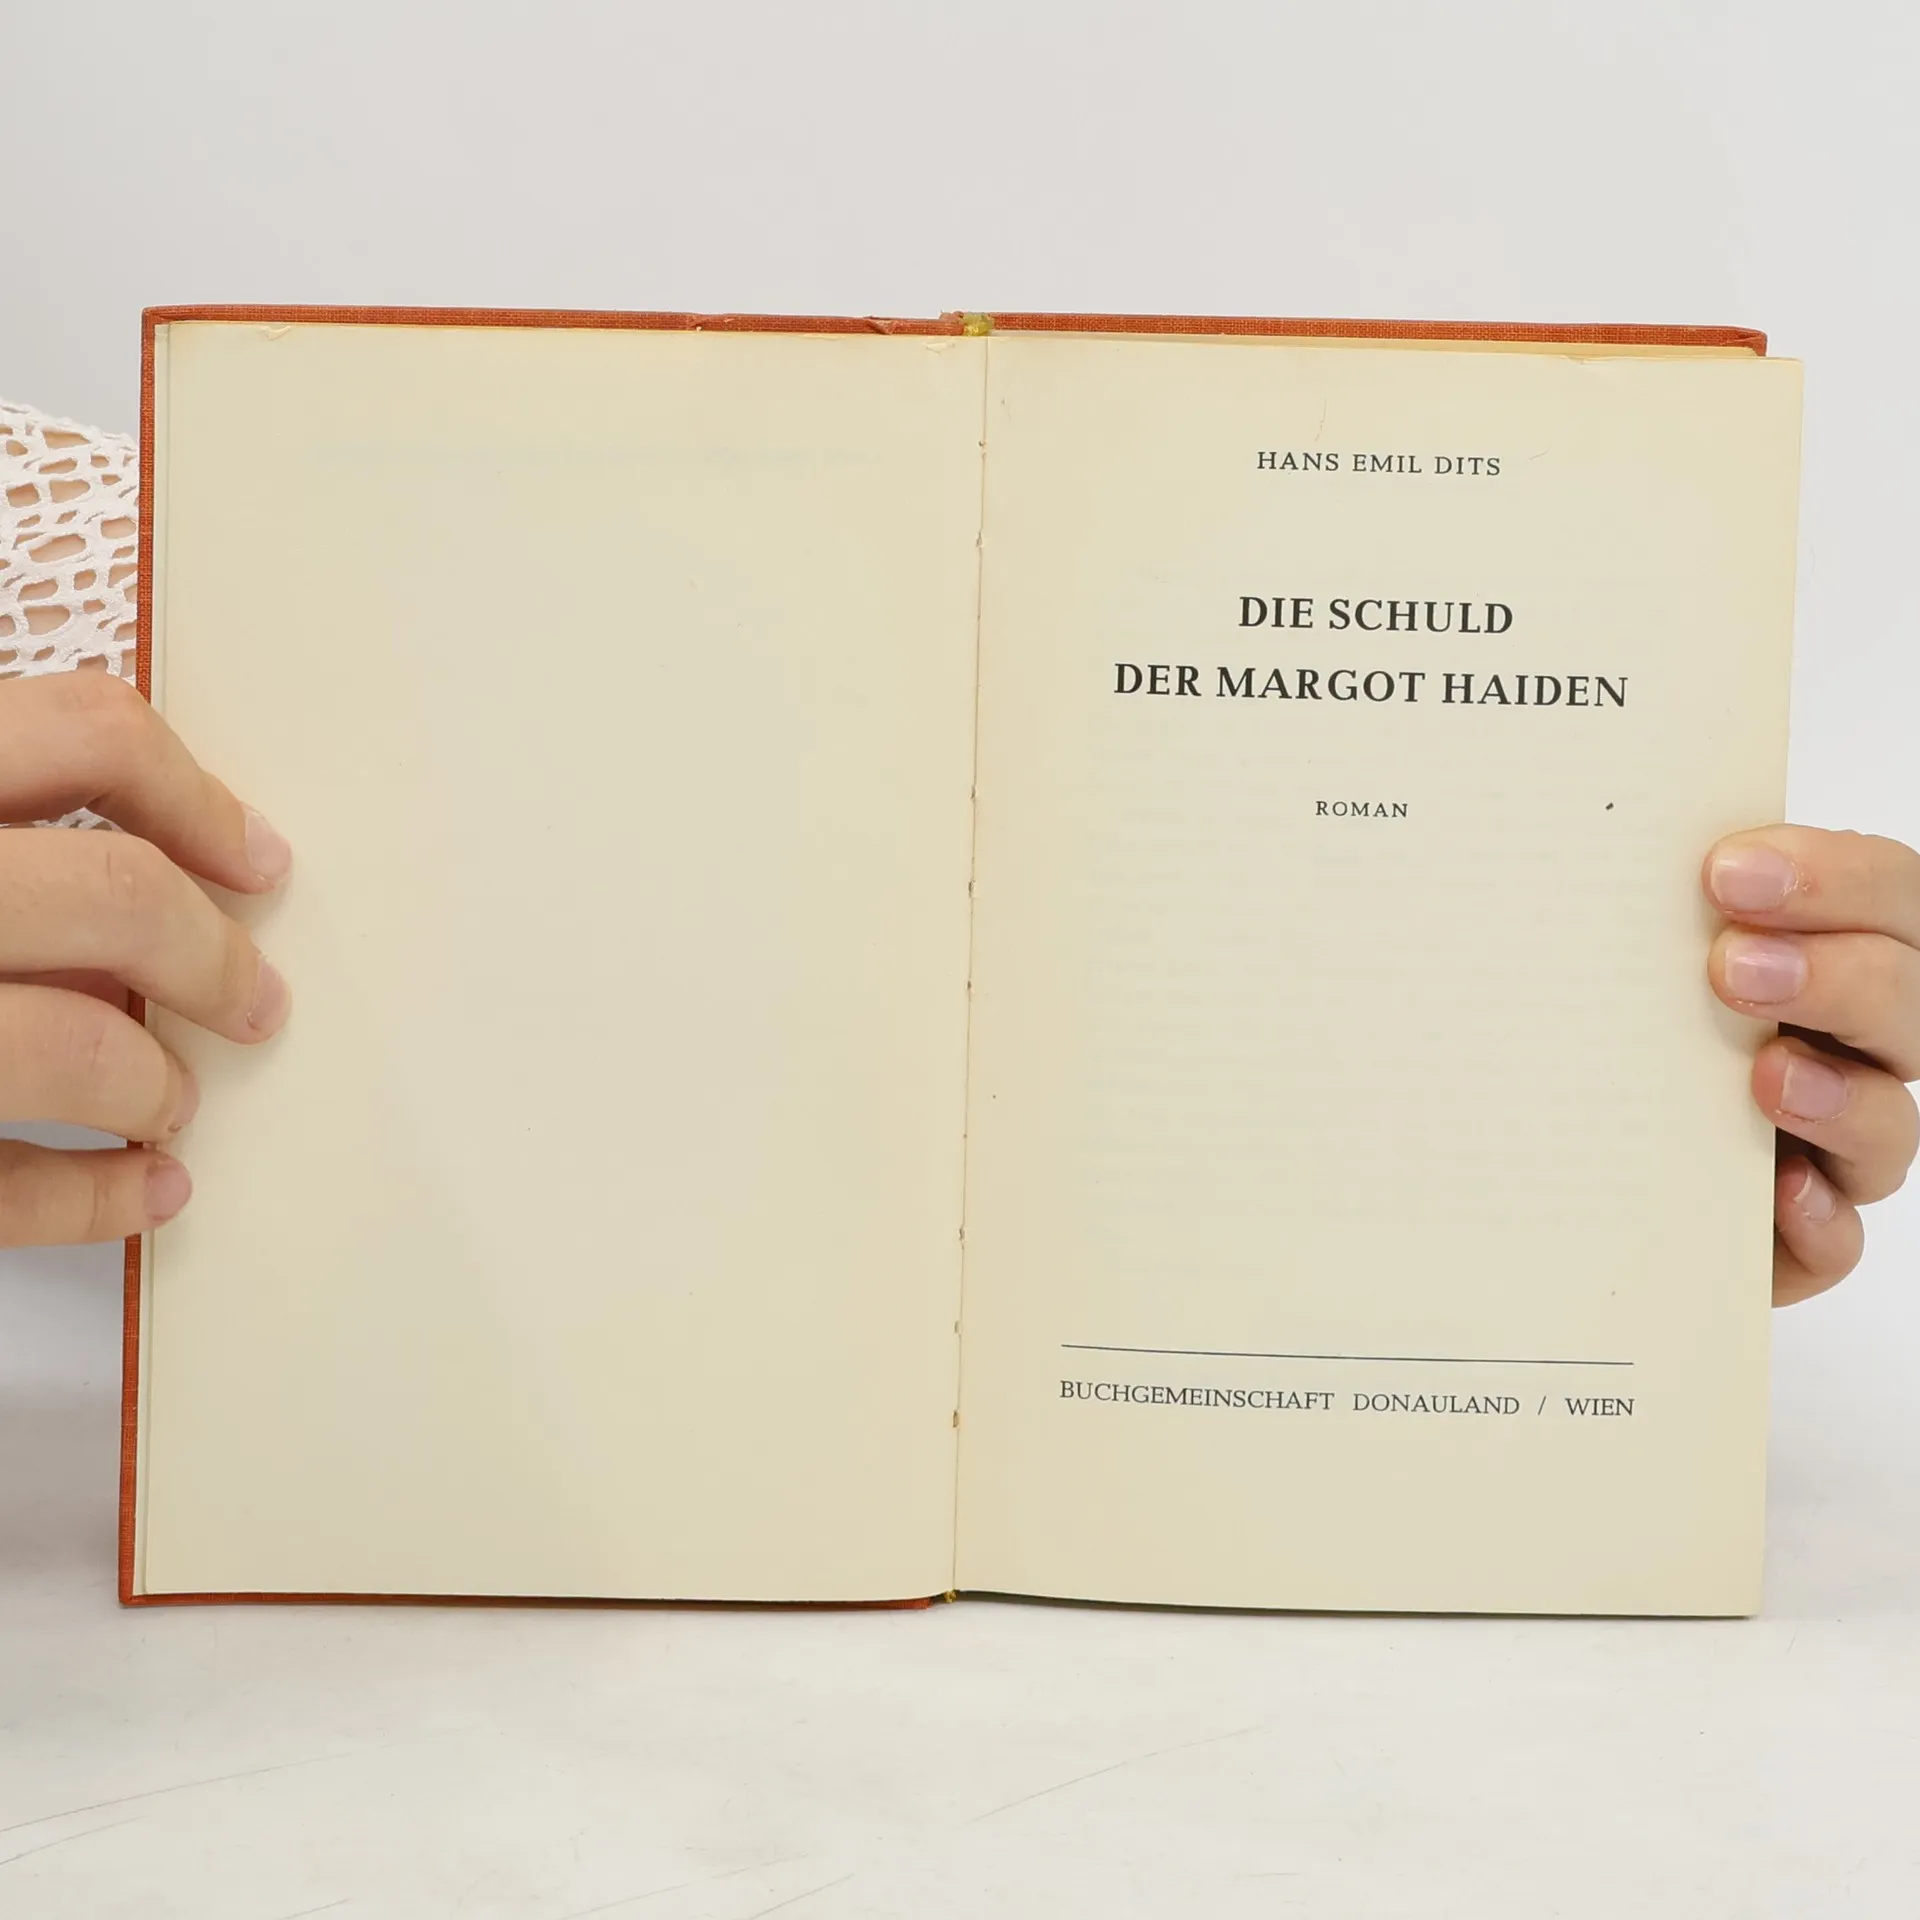 HANS EMIL DITS
DIE SCHULD
DER MARGOT HAIDEN
ROMAN
BUCHGEMEINSCHAFT DONAULAND / WIEN